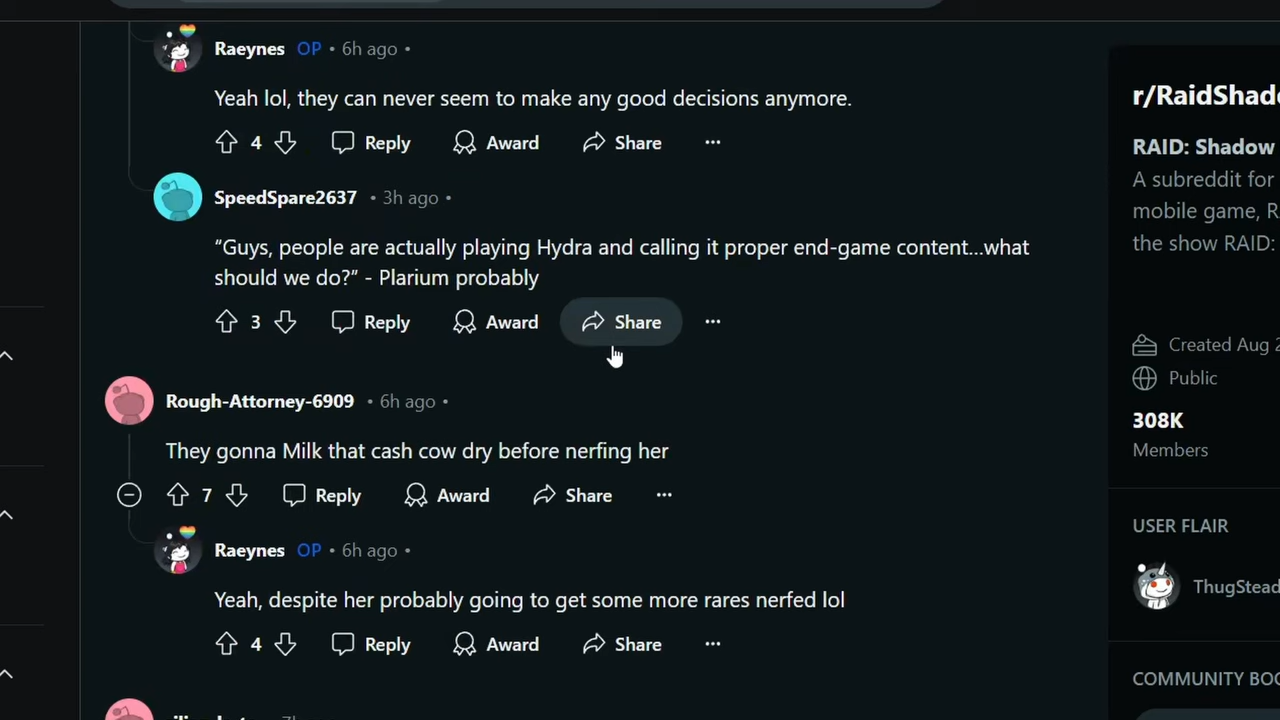 Raeynes OP • 6h ago •
Yeah lol, they can never seem to make any good decisions anymore.
4 Reply Award Share ...
SpeedSpare2637 • 3h ago •
“Guys, people are actually playing Hydra and calling it proper end-game content...what
should we do?” - Plarium probably
3 Reply Award Share ...
Rough-Attorney-6909 • 6h ago •
They gonna Milk that cash cow dry before nerfing her
7 Reply Award Share ...
Raeynes OP • 6h ago •
Yeah, despite her probably going to get some more rares nerfed lol
4 Reply Award Share ...
r/RaidShad
RAID: Shadow
A subreddit for
mobile game, R
the show RAID:
Created Aug 2
Public
308K
Members
USER FLAIR
ThugStead
COMMUNITY BOO